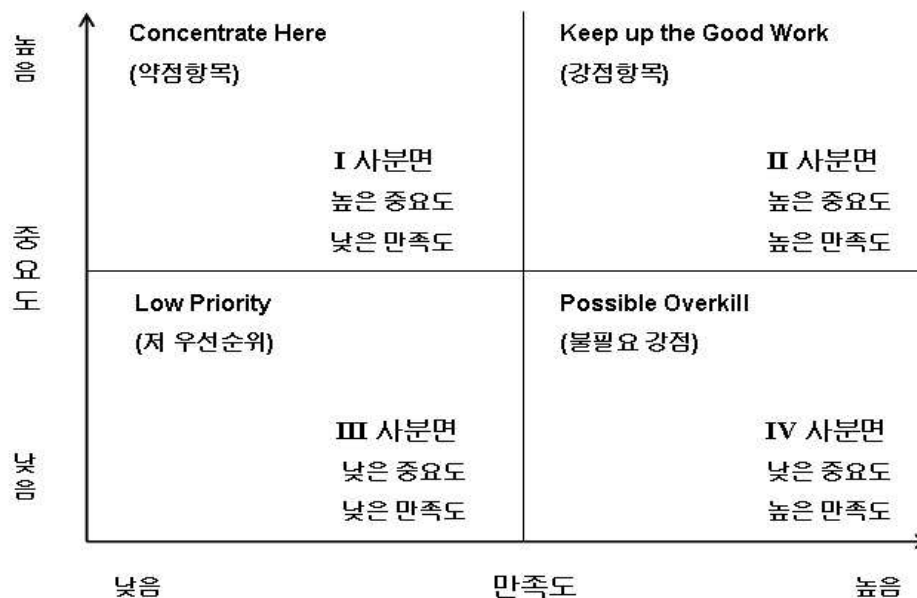 높음
중요도
낮음
Concentrate Here
(약점항목)
I 사분면
높은 중요도
낮은 만족도
Keep up the Good Work
(강점항목)
II 사분면
높은 중요도
높은 만족도
Low Priority
(저 우선순위)
III 사분면
낮은 중요도
낮은 만족도
Possible Overkill
(불필요 강점)
IV 사분면
낮은 중요도
높은 만족도
낮음 만족도 높음